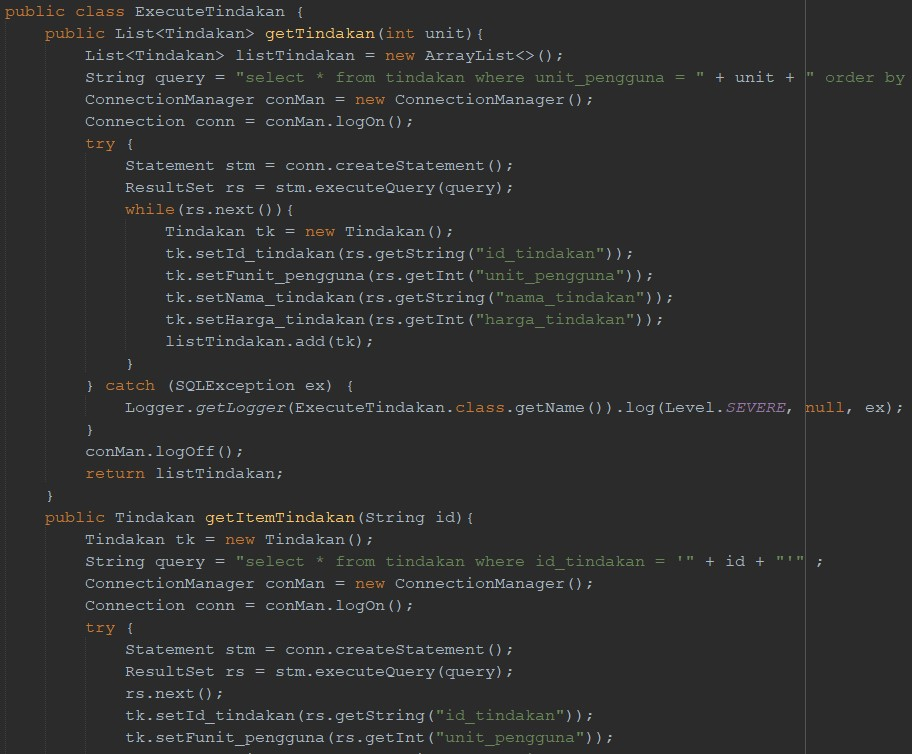 public class ExecuteTindakan {
public List<Tindakan> getTindakan(int unit){
List<Tindakan> listTindakan = new ArrayList<>();
String query = "select * from tindakan where unit_pengguna = " + unit + " order by
ConnectionManager conMan = new ConnectionManager();
Connection conn = conMan.logOn();
try {
Statement stm = conn.createStatement();
ResultSet rs = stm.executeQuery(query);
while(rs.next()){
Tindakan tk = new Tindakan();
tk.setId_tindakan(rs.getString("id_tindakan"));
tk.setFunit_pengguna(rs.getInt("unit_pengguna"));
tk.setNama_tindakan(rs.getString("nama_tindakan"));
tk.setHarga_tindakan(rs.getInt("harga_tindakan"));
listTindakan.add(tk);
}
} catch (SQLException ex) {
Logger.getLogger(ExecuteTindakan.class.getName()).log(Level.SEVERE, null, ex);
}
conMan.logOff();
return listTindakan;
}
public Tindakan getItemTindakan(String id){
Tindakan tk = new Tindakan();
String query = "select * from tindakan where id_tindakan = '" + id + "'" ;
ConnectionManager conMan = new ConnectionManager();
Connection conn = conMan.logOn();
try {
Statement stm = conn.createStatement();
ResultSet rs = stm.executeQuery(query);
rs.next();
tk.setId_tindakan(rs.getString("id_tindakan"));
tk.setFunit_pengguna(rs.getInt("unit_pengguna"));